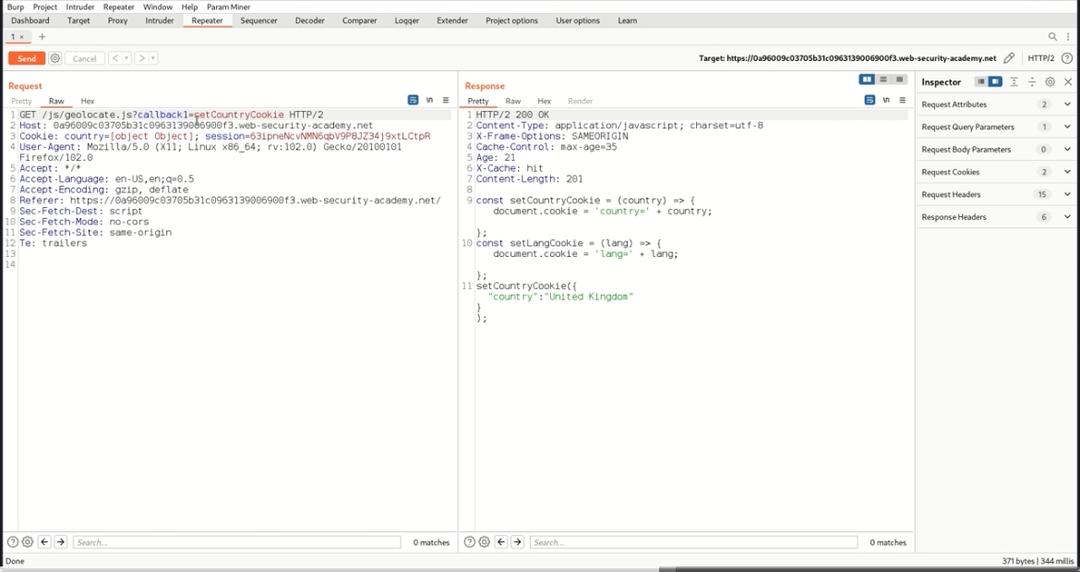 Burp Project Intruder Repeater Window Help Param Miner
Dashboard Target Proxy Intruder Repeater Sequencer Decoder Comparer Logger Extender Project options User options Learn
1 × +
Send Cancel < > Target: https://0a96009c03705b31c0963139006900f3.web-security-academy.net HTTP/2
Request
Pretty Raw Hex \n
1 GET /js/geolocate.js?callback1=setCountryCookie HTTP/2
2 Host: 0a96009c03705b31c0963139006900f3.web-security-academy.net
3 Cookie: country=[object Object]; session=63ipneNcvNMN6qbV9P8JZ34j9xtLCtpR
4 User-Agent: Mozilla/5.0 (X11; Linux x86_64; rv:102.0) Gecko/20100101
Firefox/102.0
5 Accept: */*
6 Accept-Language: en-US,en;q=0.5
7 Accept-Encoding: gzip, deflate
8 Referer: https://0a96009c03705b31c0963139006900f3.web-security-academy.net/
9 Sec-Fetch-Dest: script
10 Sec-Fetch-Mode: no-cors
11 Sec-Fetch-Site: same-origin
12 Te: trailers
13
14
Search... 0 matches
Response
Pretty Raw Hex Render \n
1 HTTP/2 200 OK
2 Content-Type: application/javascript; charset=utf-8
3 X-Frame-Options: SAMEORIGIN
4 Cache-Control: max-age=35
5 Age: 21
6 X-Cache: hit
7 Content-Length: 201
8
9 const setCountryCookie = (country) => {
document.cookie = 'country=' + country;
};
10 const setLangCookie = (lang) => {
document.cookie = 'lang=' + lang;
};
11 setCountryCookie({
"country":"United Kingdom"
}
);
Search... 0 matches
Inspector
Request Attributes 2
Request Query Parameters 1
Request Body Parameters 0
Request Cookies 2
Request Headers 15
Response Headers 6
Done 371 bytes | 344 millis